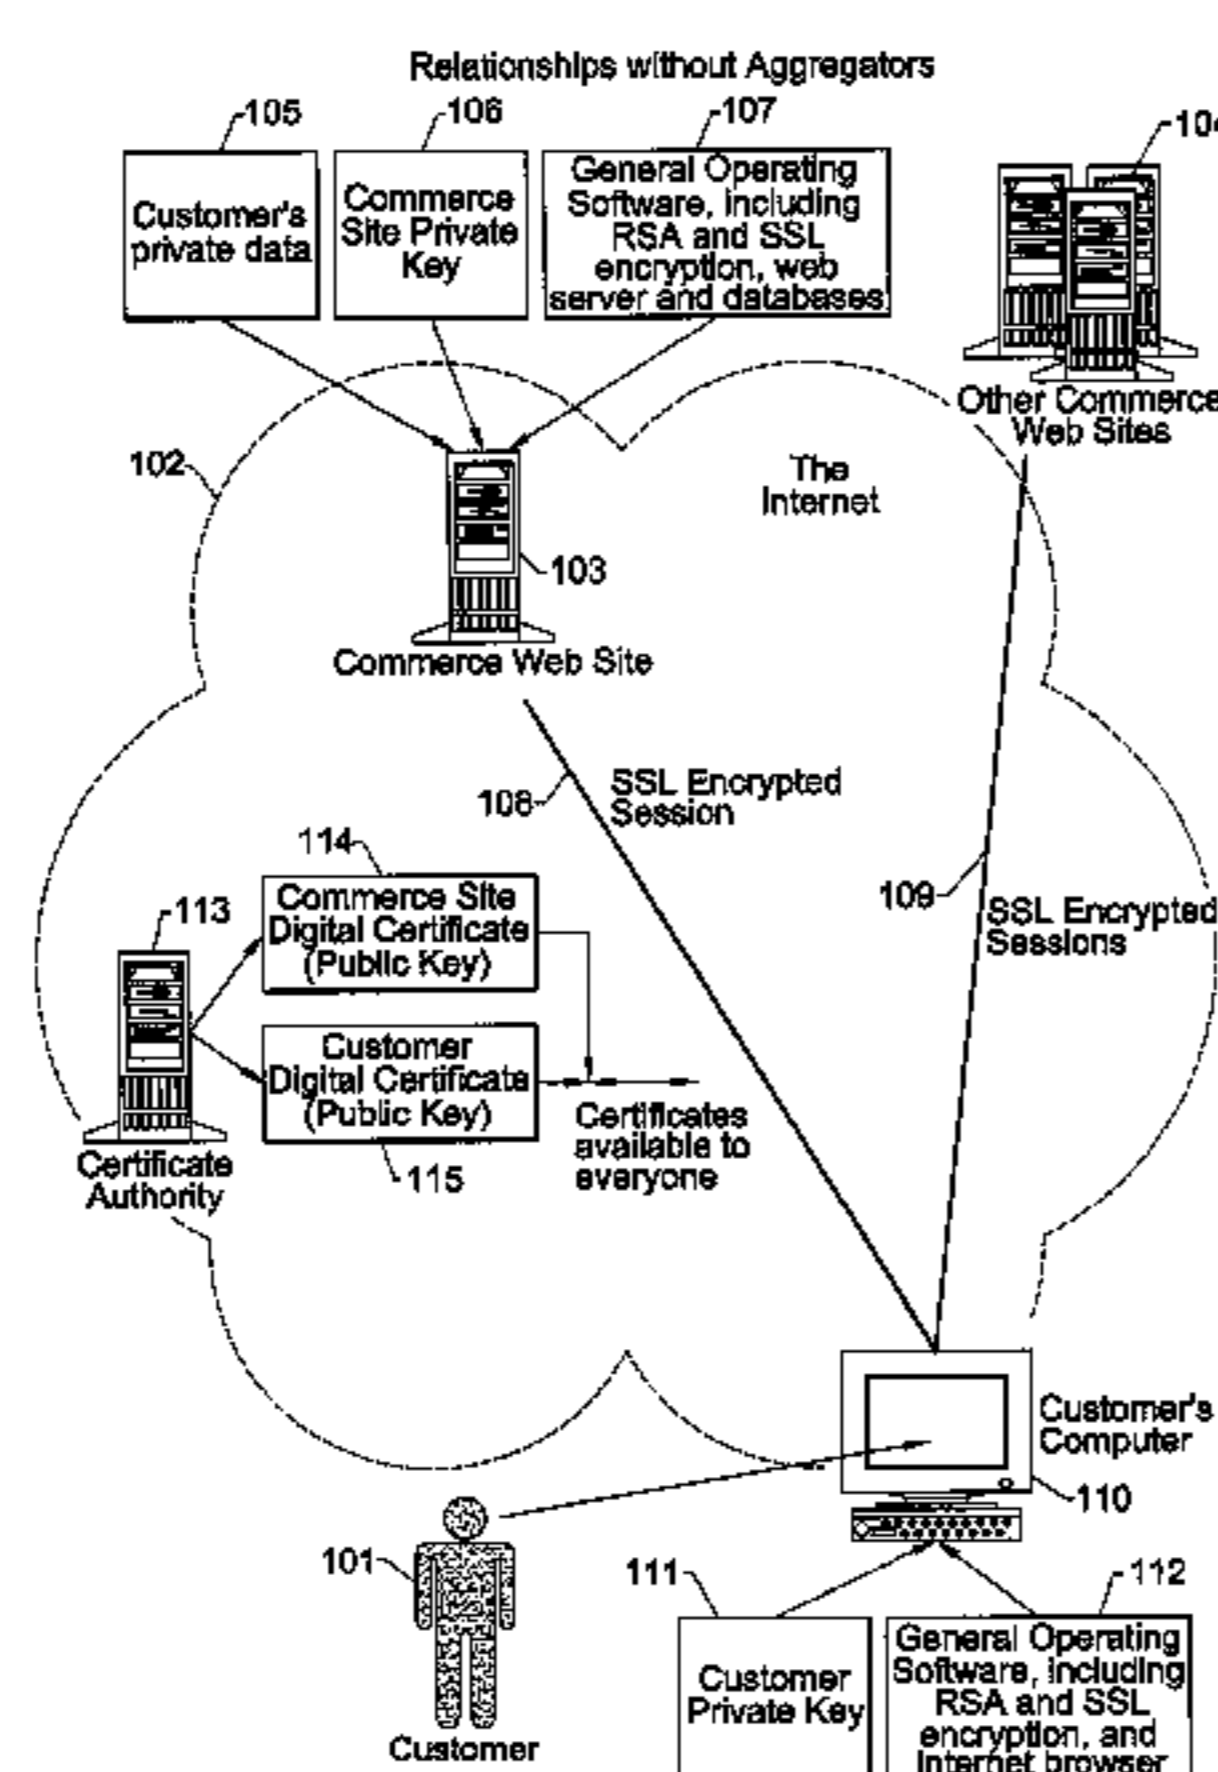 Relationships without Aggregators
105
106
107
104
Customer's
private data
Commerce
Site Private
Key
General Operating
Software, including
RSA and SSL
encryption, web
server and databases
Other Commerce
Web Sites
102
The
Internet
103
Commerce Web Site
SSL Encrypted
Session
108
114
Commerce Site
Digital Certificate
(Public Key)
113
109
SSL Encrypted
Sessions
Customer
Digital Certificate
(Public Key)
Certificates
available to
everyone
115
Certificate
Authority
Customer's
Computer
110
101
111
112
Customer
Private Key
General Operating
Software, including
RSA and SSL
encryption, and
Internet browser
Customer